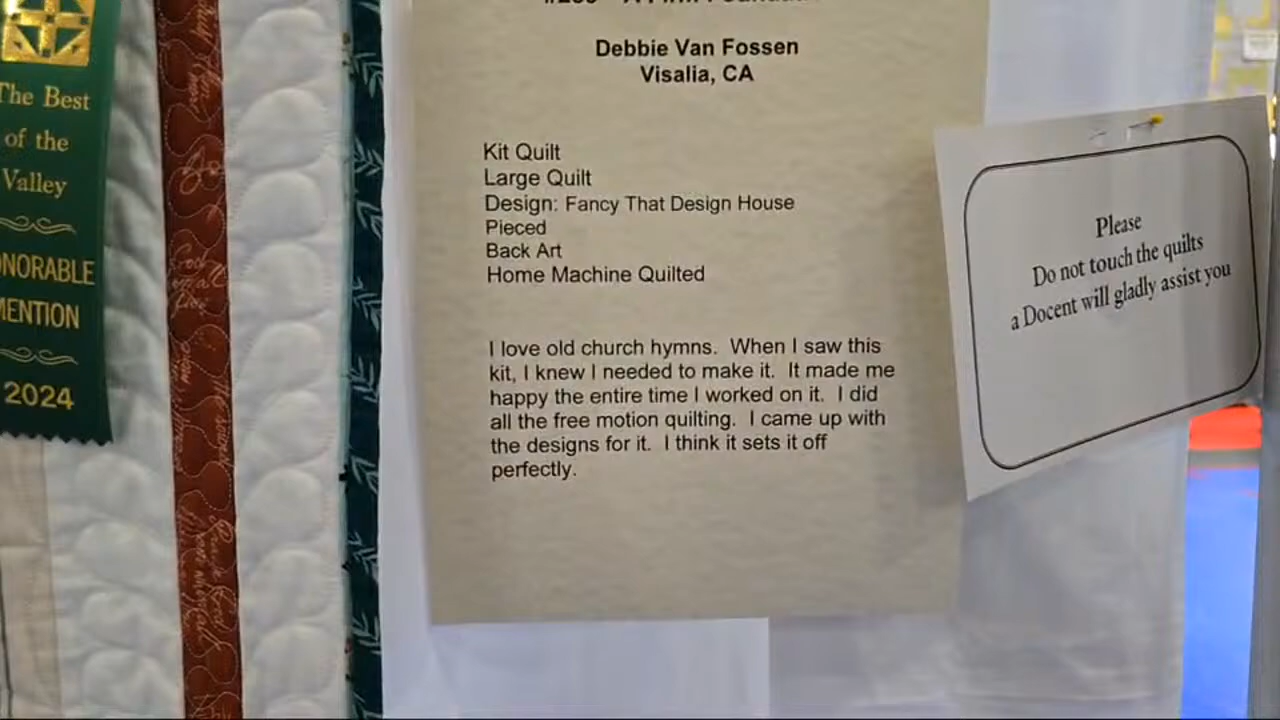 Debbie Van Fossen
Visalia, CA
Kit Quilt
Large Quilt
Design: Fancy That Design House
Pieced
Back Art
Home Machine Quilted
I love old church hymns. When I saw this
kit, I knew I needed to make it. It made me
happy the entire time I worked on it. I did
all the free motion quilting. I came up with
the designs for it. I think it sets it off
perfectly.
The Best
of the
Valley
ONORABLE
MENTION
2024
Please
Do not touch the quilts
a Docent will gladly assist you